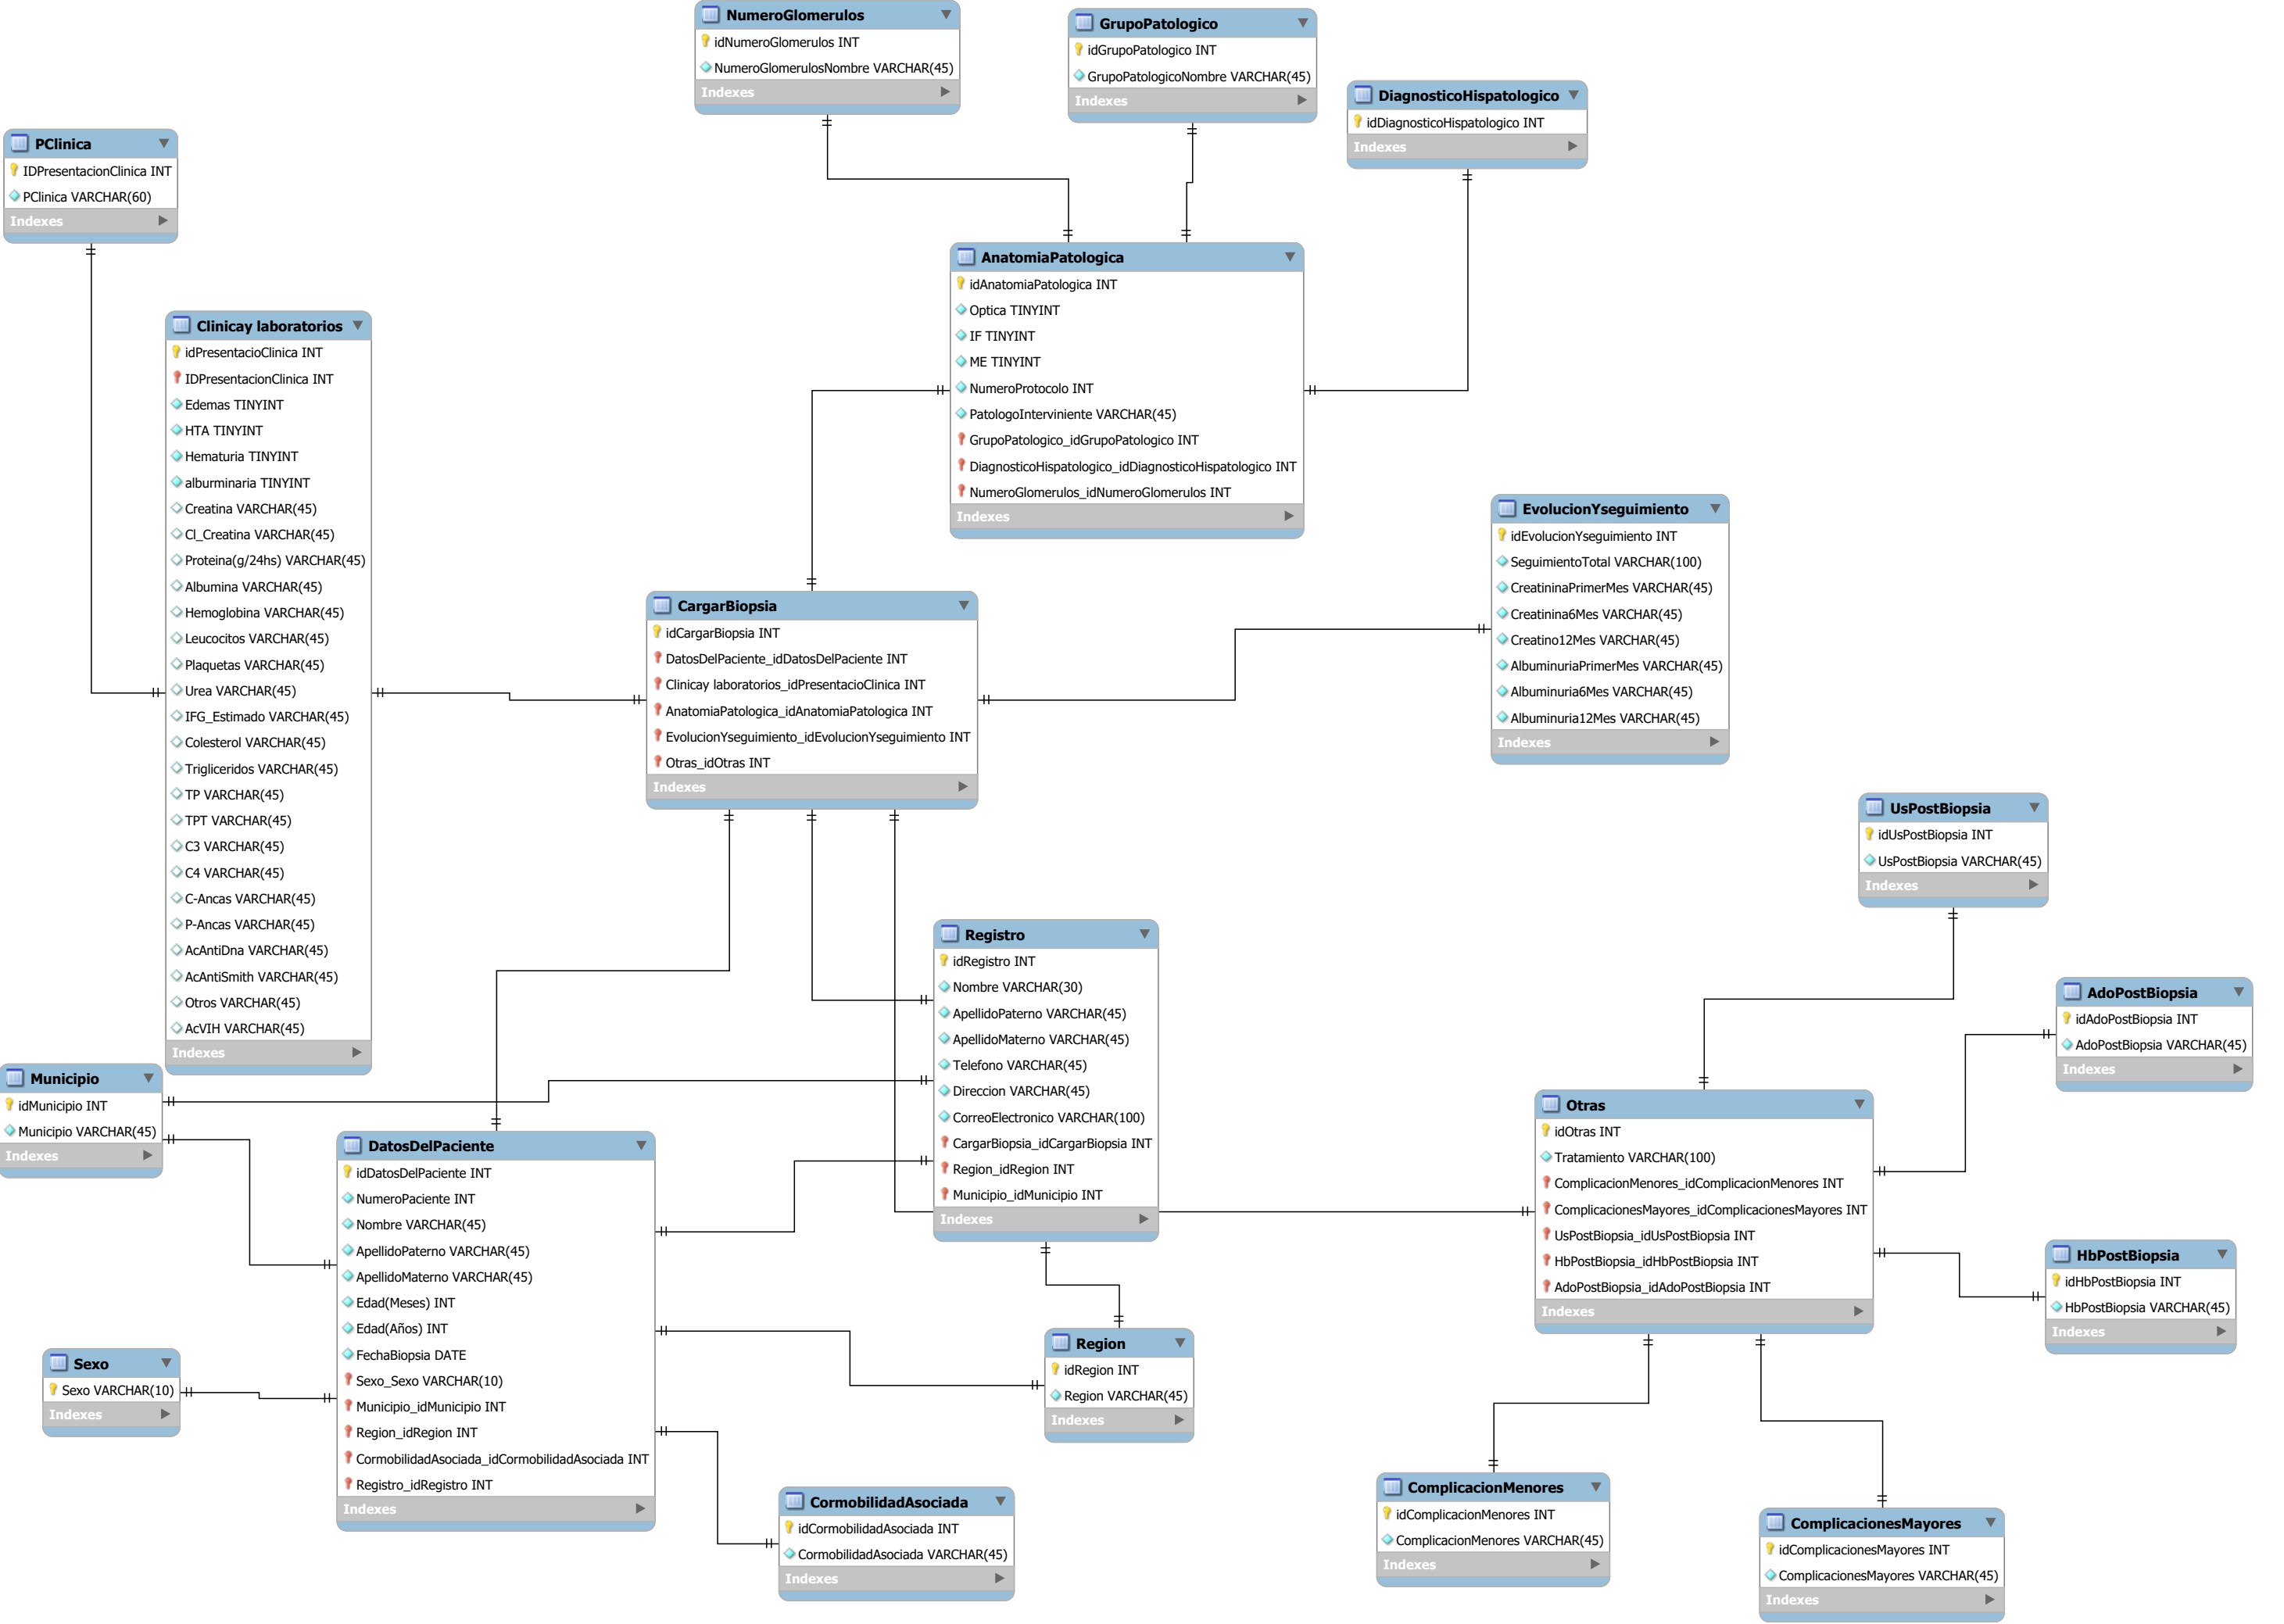 NumeroGlomerulos
idNumeroGlomerulos INT
NumeroGlomerulosNombre VARCHAR(45)
Indexes
GrupoPatologico
idGrupoPatologico INT
GrupoPatologicoNombre VARCHAR(45)
Indexes
DiagnosticoHispatologico
idDiagnosticoHispatologico INT
Indexes
PClinica
IDPresentacionClinica INT
PClinica VARCHAR(60)
Indexes
AnatomiaPatologica
idAnatomiaPatologica INT
Optica TINYINT
IF TINYINT
ME TINYINT
NumeroProtocolo INT
PatologoInterviniente VARCHAR(45)
GrupoPatologico_idGrupoPatologico INT
DiagnosticoHispatologico_idDiagnosticoHispatologico INT
NumeroGlomerulos_idNumeroGlomerulos INT
Indexes
Clinicay laboratorios
idPresentacioClinica INT
IDPresentacionClinica INT
Edemas TINYINT
HTA TINYINT
Hematuria TINYINT
alburminaria TINYINT
Creatina VARCHAR(45)
Cl_Creatina VARCHAR(45)
Proteina(g/24hs) VARCHAR(45)
Albumina VARCHAR(45)
Hemoglobina VARCHAR(45)
Leucocitos VARCHAR(45)
Plaquetas VARCHAR(45)
Urea VARCHAR(45)
IFG_Estimado VARCHAR(45)
Colesterol VARCHAR(45)
Trigliceridos VARCHAR(45)
TP VARCHAR(45)
TPT VARCHAR(45)
C3 VARCHAR(45)
C4 VARCHAR(45)
C-Ancas VARCHAR(45)
P-Ancas VARCHAR(45)
AcAntiDna VARCHAR(45)
AcAntiSmith VARCHAR(45)
Otros VARCHAR(45)
AcVIH VARCHAR(45)
Indexes
EvolucionYseguimiento
idEvolucionYseguimiento INT
SeguimientoTotal VARCHAR(100)
CreatininaPrimerMes VARCHAR(45)
Creatinina6Mes VARCHAR(45)
Creatino12Mes VARCHAR(45)
AlbuminuriaPrimerMes VARCHAR(45)
Albuminuria6Mes VARCHAR(45)
Albuminuria12Mes VARCHAR(45)
Indexes
CargarBiopsia
idCargarBiopsia INT
DatosDelPaciente_idDatosDelPaciente INT
Clinicay laboratorios_idPresentacioClinica INT
AnatomiaPatologica_idAnatomiaPatologica INT
EvolucionYseguimiento_idEvolucionYseguimiento INT
Otras_idOtras INT
Indexes
UsPostBiopsia
idUsPostBiopsia INT
UsPostBiopsia VARCHAR(45)
Indexes
Registro
idRegistro INT
Nombre VARCHAR(30)
ApellidoPaterno VARCHAR(45)
ApellidoMaterno VARCHAR(45)
Telefono VARCHAR(45)
Direccion VARCHAR(45)
CorreoElectronico VARCHAR(100)
CargarBiopsia_idCargarBiopsia INT
Region_idRegion INT
Municipio_idMunicipio INT
Indexes
AdoPostBiopsia
idAdoPostBiopsia INT
AdoPostBiopsia VARCHAR(45)
Indexes
Municipio
idMunicipio INT
Municipio VARCHAR(45)
Indexes
Otras
idOtras INT
Tratamiento VARCHAR(100)
ComplicacionMenores_idComplicacionMenores INT
ComplicacionesMayores_idComplicacionesMayores INT
UsPostBiopsia_idUsPostBiopsia INT
HbPostBiopsia_idHbPostBiopsia INT
AdoPostBiopsia_idAdoPostBiopsia INT
Indexes
DatosDelPaciente
idDatosDelPaciente INT
NumeroPaciente INT
Nombre VARCHAR(45)
ApellidoPaterno VARCHAR(45)
ApellidoMaterno VARCHAR(45)
Edad(Meses) INT
Edad(Años) INT
FechaBiopsia DATE
Sexo_Sexo VARCHAR(10)
Municipio_idMunicipio INT
Region_idRegion INT
CormobilidadAsociada_idCormobilidadAsociada INT
Registro_idRegistro INT
Indexes
HbPostBiopsia
idHbPostBiopsia INT
HbPostBiopsia VARCHAR(45)
Indexes
Region
idRegion INT
Region VARCHAR(45)
Indexes
Sexo
Sexo VARCHAR(10)
Indexes
CormobilidadAsociada
idCormobilidadAsociada INT
CormobilidadAsociada VARCHAR(45)
Indexes
ComplicacionMenores
idComplicacionMenores INT
ComplicacionMenores VARCHAR(45)
Indexes
ComplicacionesMayores
idComplicacionesMayores INT
ComplicacionesMayores VARCHAR(45)
Indexes